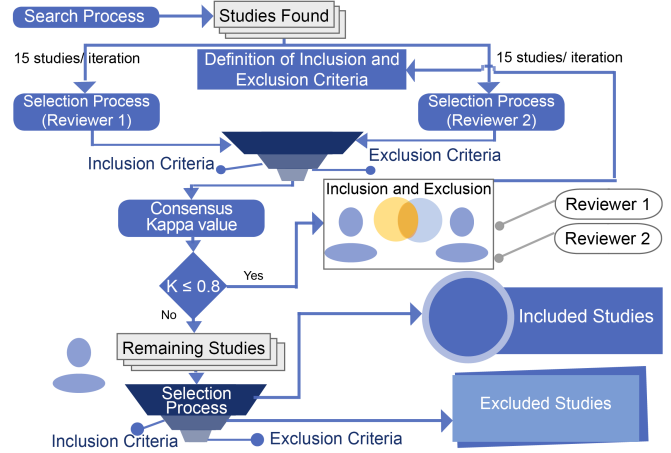 Search Process
Studies Found
15 studies/ iteration
Definition of Inclusion and
Exclusion Criteria
15 studies/ iteration
Selection Process
(Reviewer 1)
Selection Process
(Reviewer 2)
Inclusion Criteria
Exclusion Criteria
Consensus
Kappa value
Inclusion and Exclusion
Reviewer 1
Reviewer 2
K ≤ 0.8
Yes
No
Remaining Studies
Included Studies
Selection
Process
Excluded Studies
Inclusion Criteria
Exclusion Criteria